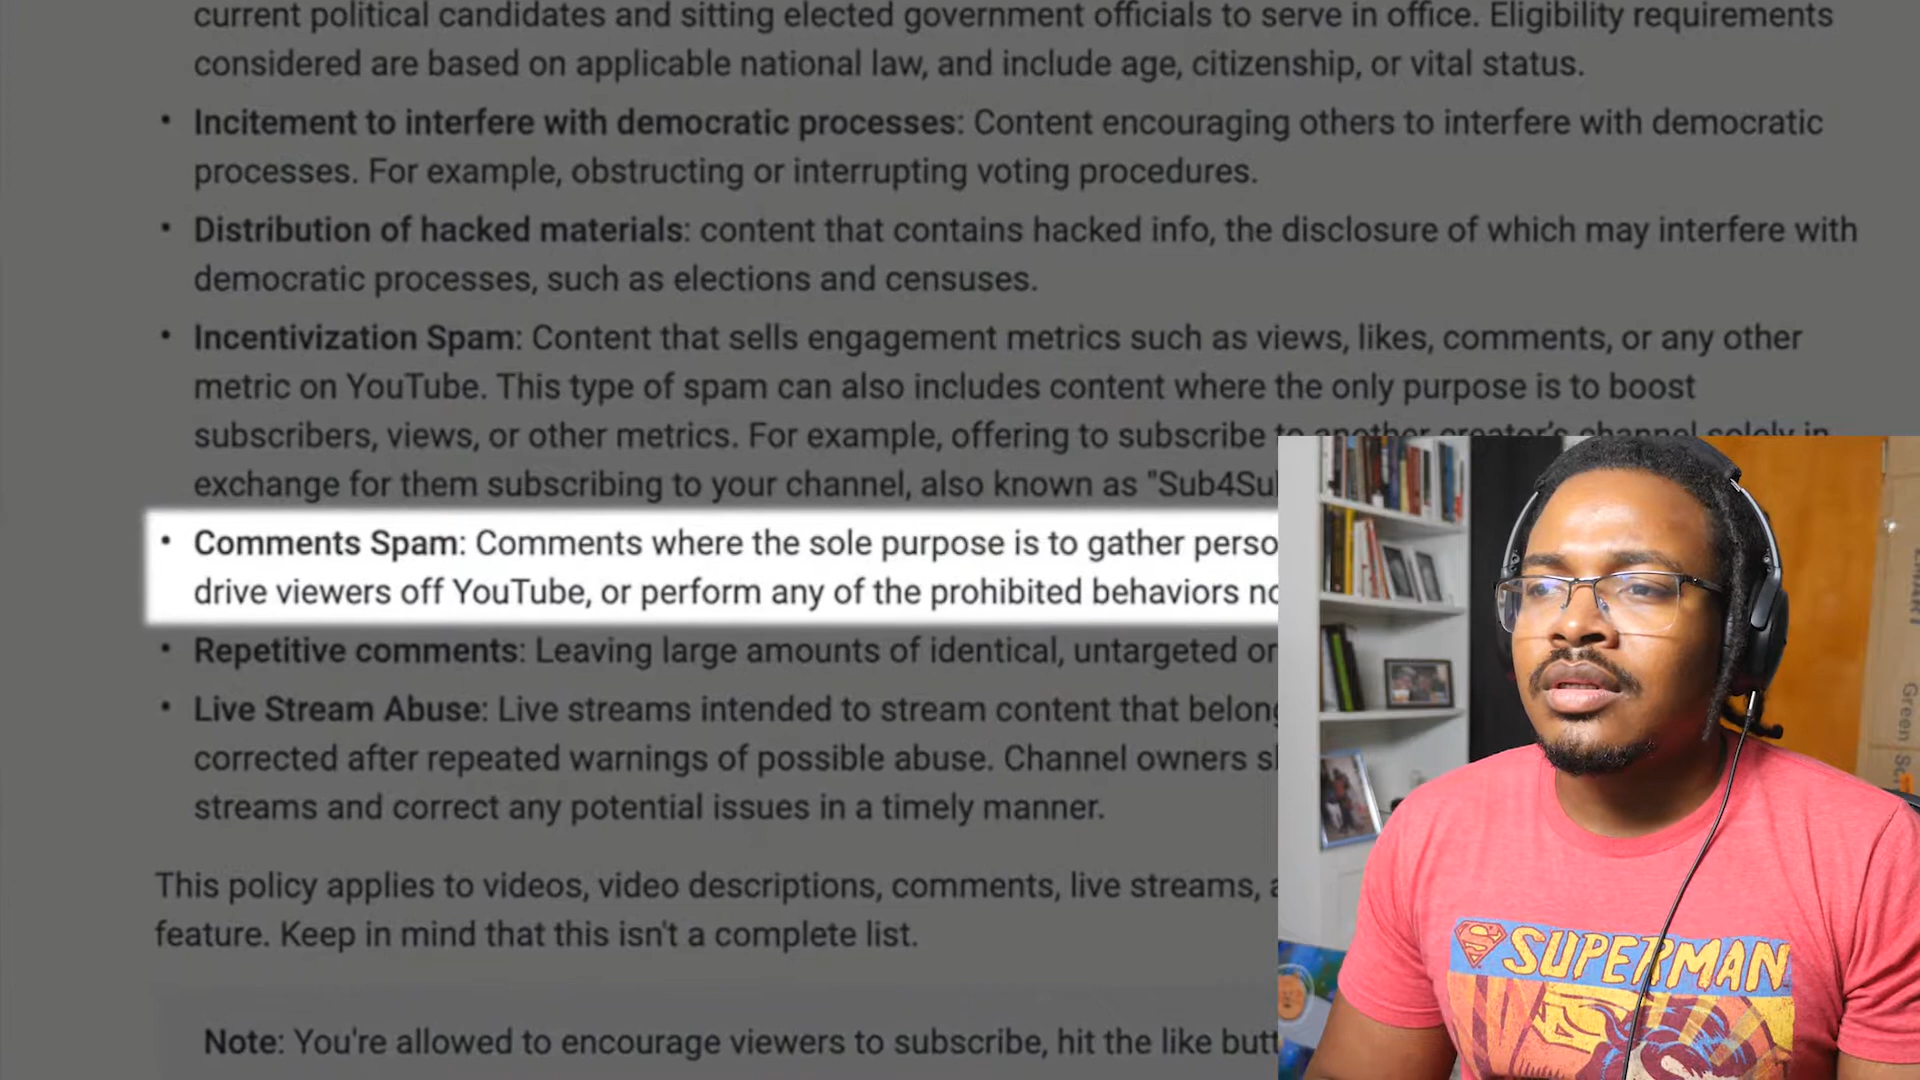 current political candidates and sitting elected government officials to serve in office. Eligibility requirements
considered are based on applicable national law, and include age, citizenship, or vital status.
• Incitement to interfere with democratic processes: Content encouraging others to interfere with democratic
processes. For example, obstructing or interrupting voting procedures.
• Distribution of hacked materials: content that contains hacked info, the disclosure of which may interfere with
democratic processes, such as elections and censuses.
• Incentivization Spam: Content that sells engagement metrics such as views, likes, comments, or any other
metric on YouTube. This type of spam can also includes content where the only purpose is to boost
subscribers, views, or other metrics. For example, offering to subscribe to another creator's channel solely in
exchange for them subscribing to your channel, also known as "Sub4Su
• Comments Spam: Comments where the sole purpose is to gather perso
drive viewers off YouTube, or perform any of the prohibited behaviors no
• Repetitive comments: Leaving large amounts of identical, untargeted or
• Live Stream Abuse: Live streams intended to stream content that belong
corrected after repeated warnings of possible abuse. Channel owners sh
streams and correct any potential issues in a timely manner.
This policy applies to videos, video descriptions, comments, live streams, a
feature. Keep in mind that this isn't a complete list.
Note: You're allowed to encourage viewers to subscribe, hit the like butt
SUPERMAN
Green